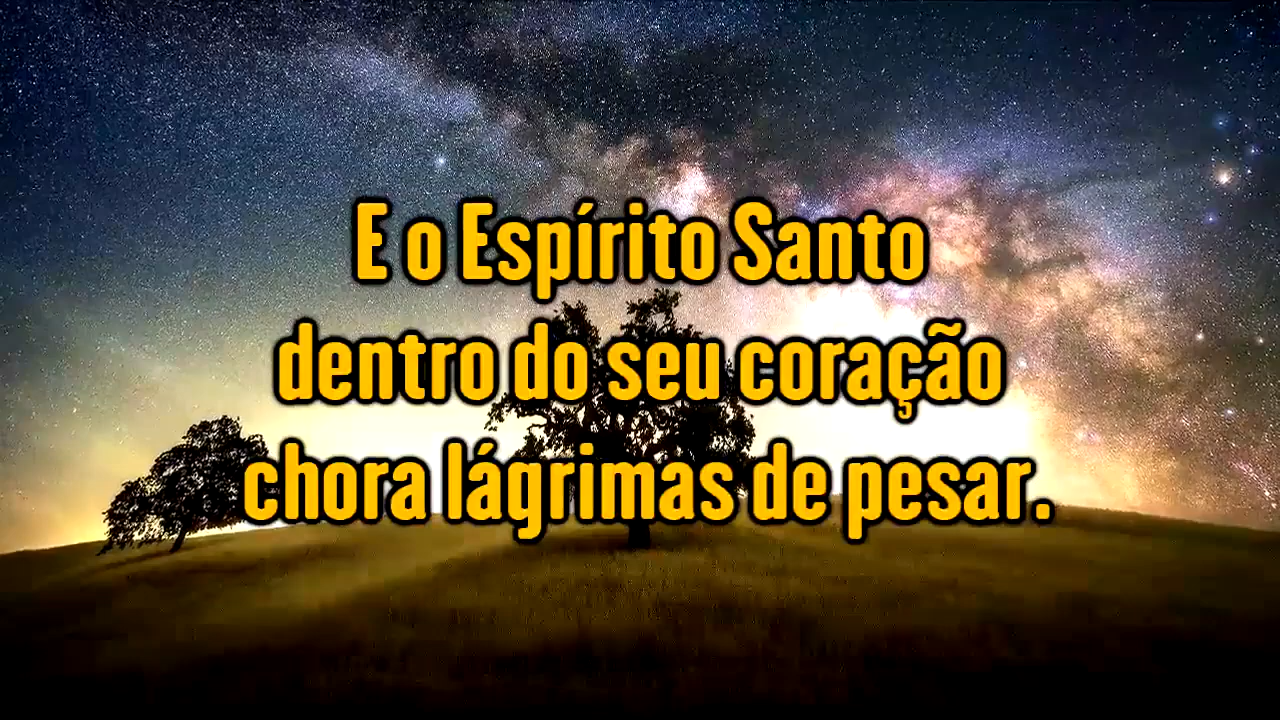 E o Espírito Santo
dentro do seu coração
chora lágrimas de pesar.